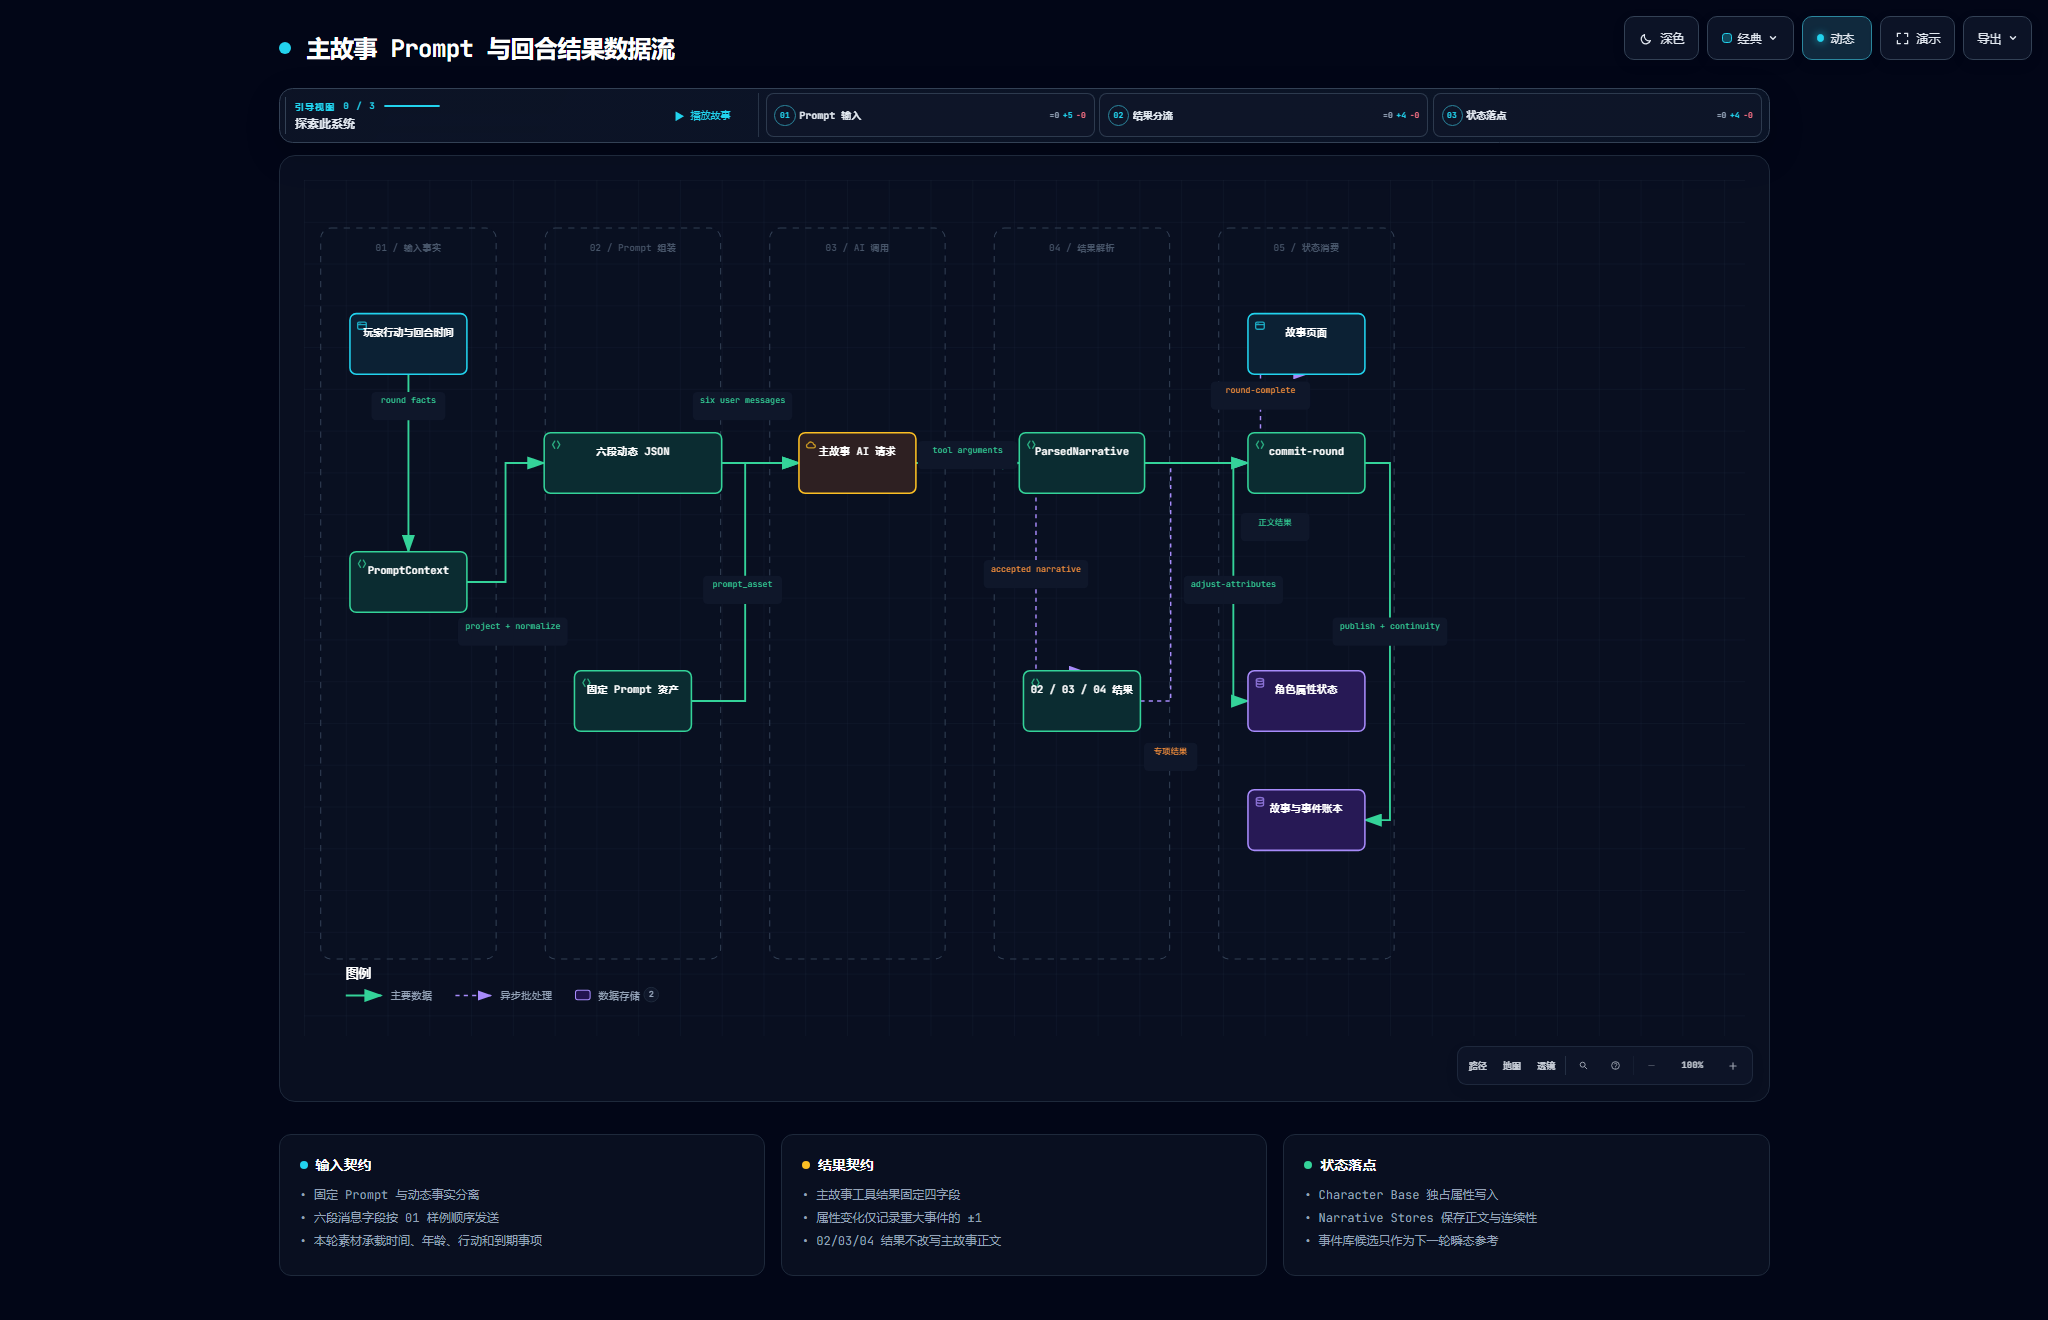 主故事 Prompt 与回合结果数据流
深色
经典
动态
演示
导出
引导视图 0 / 3
探索此系统
播放故事
01 Prompt 输入 =0 +5 -0
02 结果分流 =0 +4 -0
03 状态落点 =0 +4 -0
01 / 输入事实
02 / Prompt 组装
03 / AI 调用
04 / 结果解析
05 / 状态消费
玩家行动与回合时间
故事页面
round facts
six user messages
round-complete
六段动态 JSON
主故事 AI 请求
tool arguments
ParsedNarrative
commit-round
正文结果
PromptContext
prompt_asset
accepted narrative
adjust-attributes
project + normalize
publish + continuity
固定 Prompt 资产
02 / 03 / 04 结果
角色属性状态
专项结果
故事与事件账本
图例
主要数据
异步批处理
数据存储 2
路径
地图
透镜
100%
输入契约
• 固定 Prompt 与动态事实分离
• 六段消息字段按 01 样例顺序发送
• 本轮素材承载时间、年龄、行动和到期事项
结果契约
• 主故事工具结果固定四字段
• 属性变化仅记录重大事件的 ±1
• 02/03/04 结果不改写主故事正文
状态落点
• Character Base 独占属性写入
• Narrative Stores 保存正文与连续性
• 事件库候选只作为下一轮瞬态参考